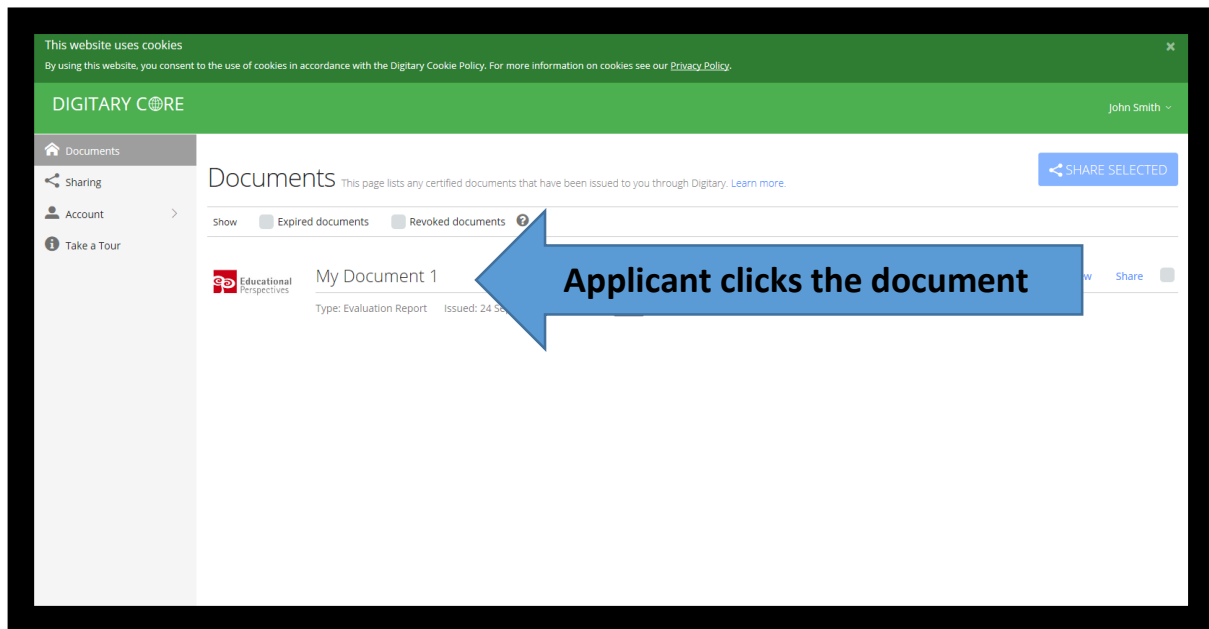 This website uses cookies
By using this website, you consent to the use of cookies in accordance with the Digitary Cookie Policy. For more information on cookies see our Privacy Policy.
DIGITARY CORE
John Smith
Documents
Sharing
Account
Take a Tour
Documents This page lists any certified documents that have been issued to you through Digitary. Learn more.
SHARE SELECTED
Show Expired documents Revoked documents
Educational
Perspectives
My Document 1
Applicant clicks the document
Share
Type: Evaluation Report Issued: 24